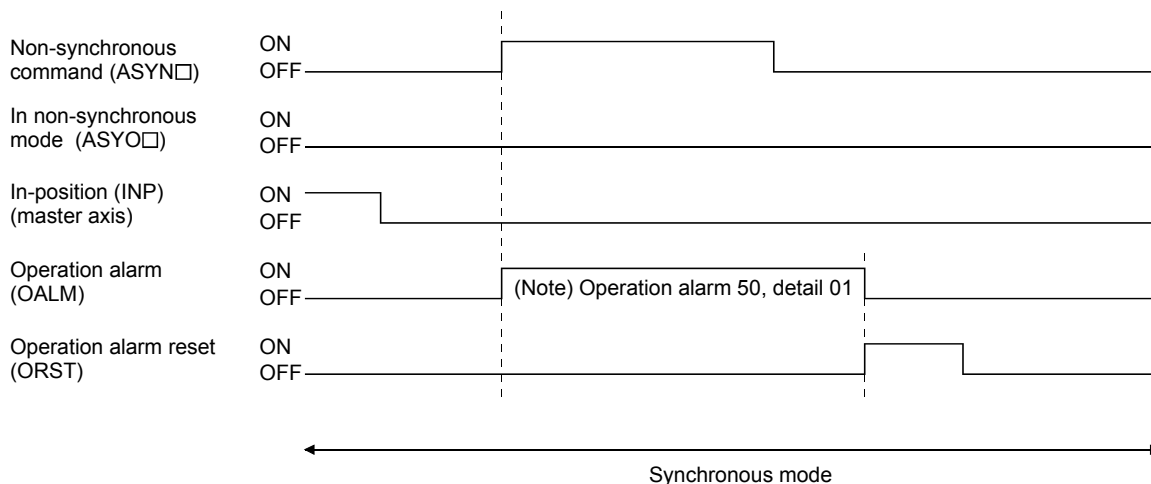 Non-synchronous
command (ASYN□)
ON
OFF
In non-synchronous
mode (ASYO□)
ON
OFF
In-position (INP)
(master axis)
ON
OFF
Operation alarm
(OALM)
ON
OFF
(Note) Operation alarm 50, detail 01
Operation alarm reset
(ORST)
ON
OFF
Synchronous mode